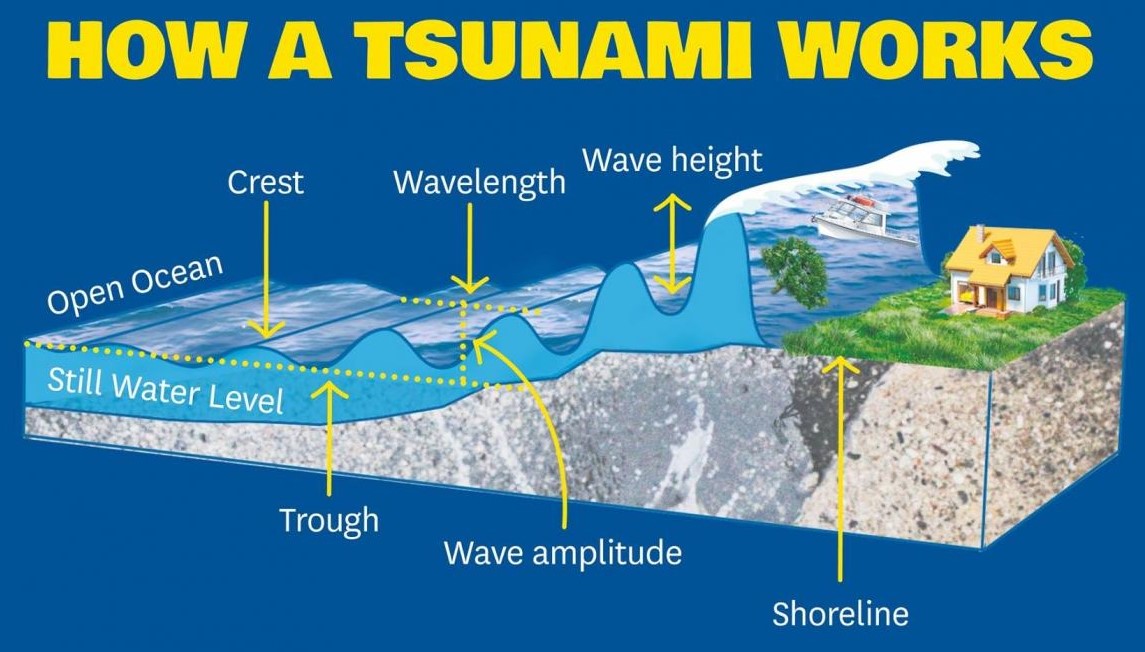 HOW A TSUNAMI WORKS
Wave height
Crest
Wavelength
Open Ocean
Still Water Level
Trough
Wave amplitude
Shoreline